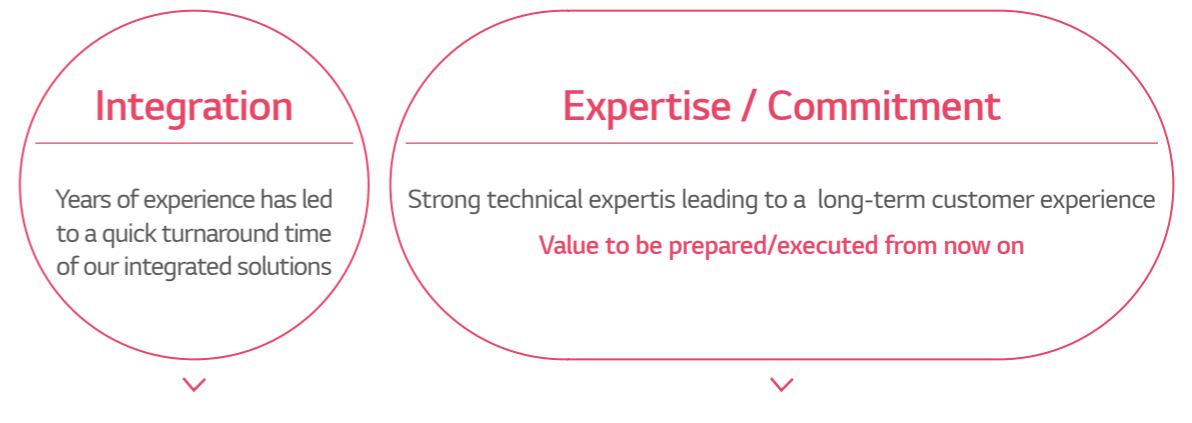 Integration
Years of experience has led
to a quick turnaround time
of our integrated solutions
Expertise / Commitment
Strong technical expertis leading to a  long-term customer experience
Value to be prepared/executed from now on